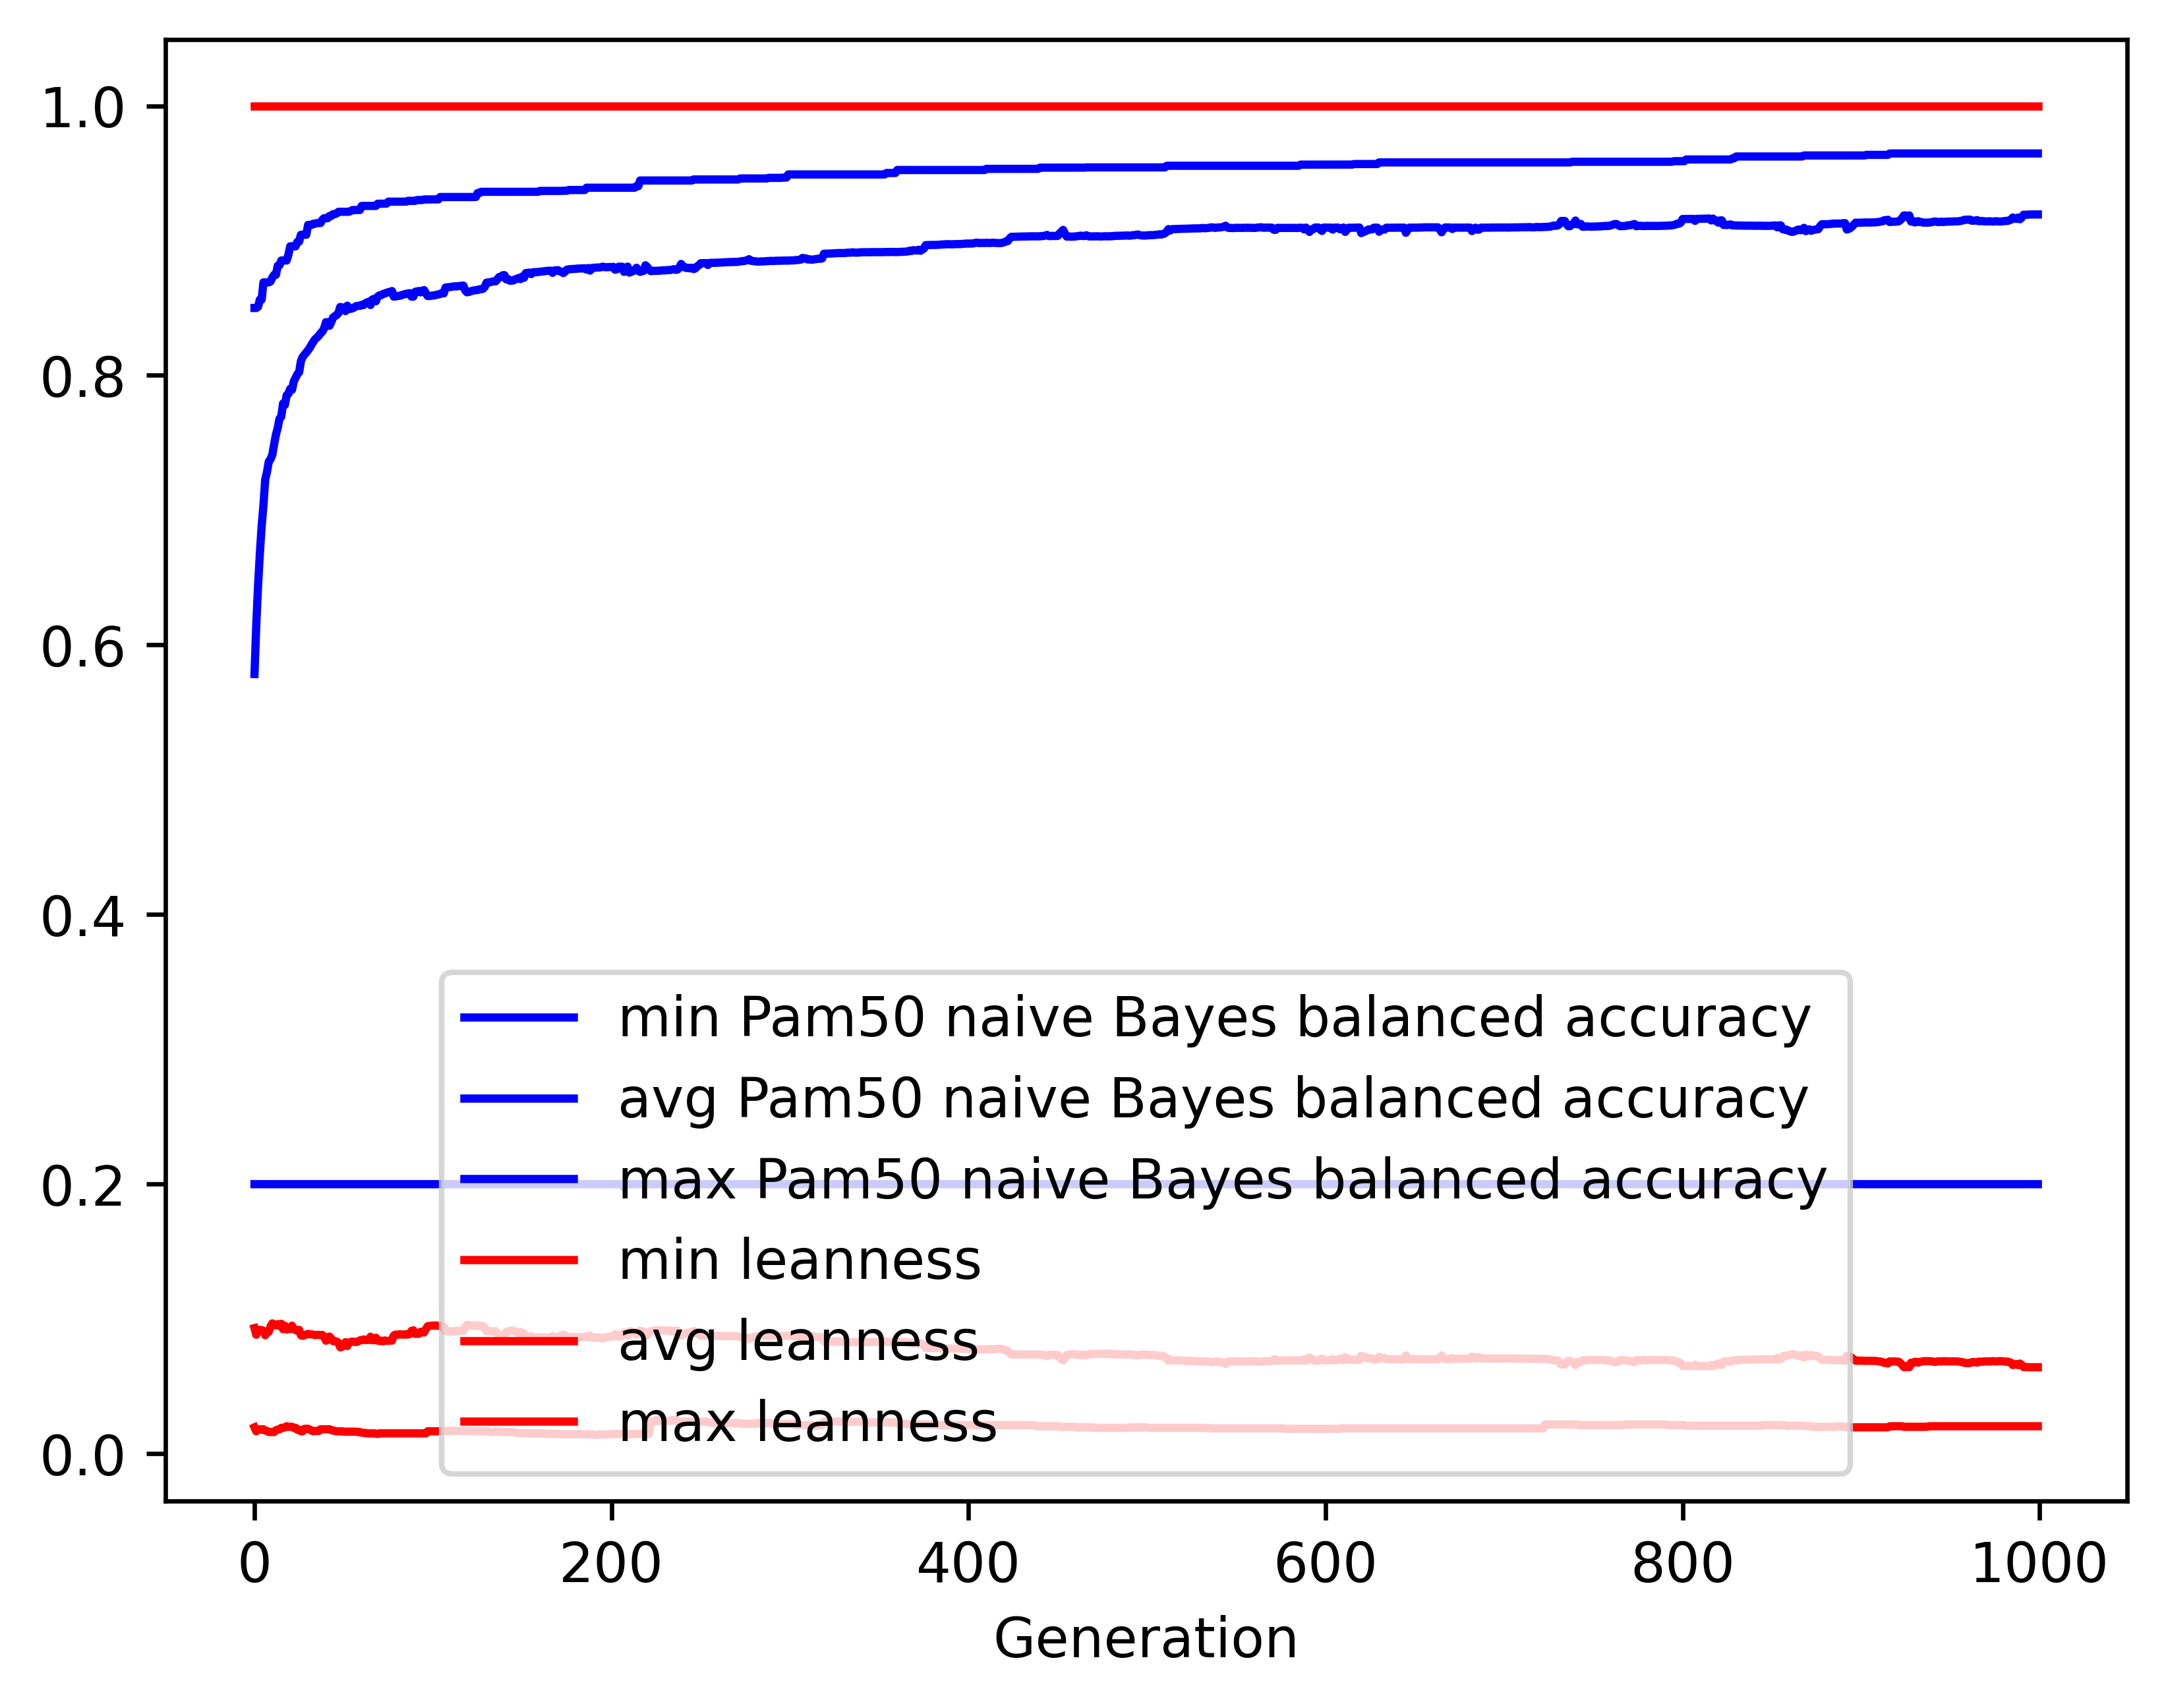 1.0
0.8
0.6
0.4
0.2
0.0
min Pam50 naive Bayes balanced accuracy
avg Pam50 naive Bayes balanced accuracy
max Pam50 naive Bayes balanced accuracy
min leanness
avg leanness
max leanness
0 200 400 600 800 1000
Generation